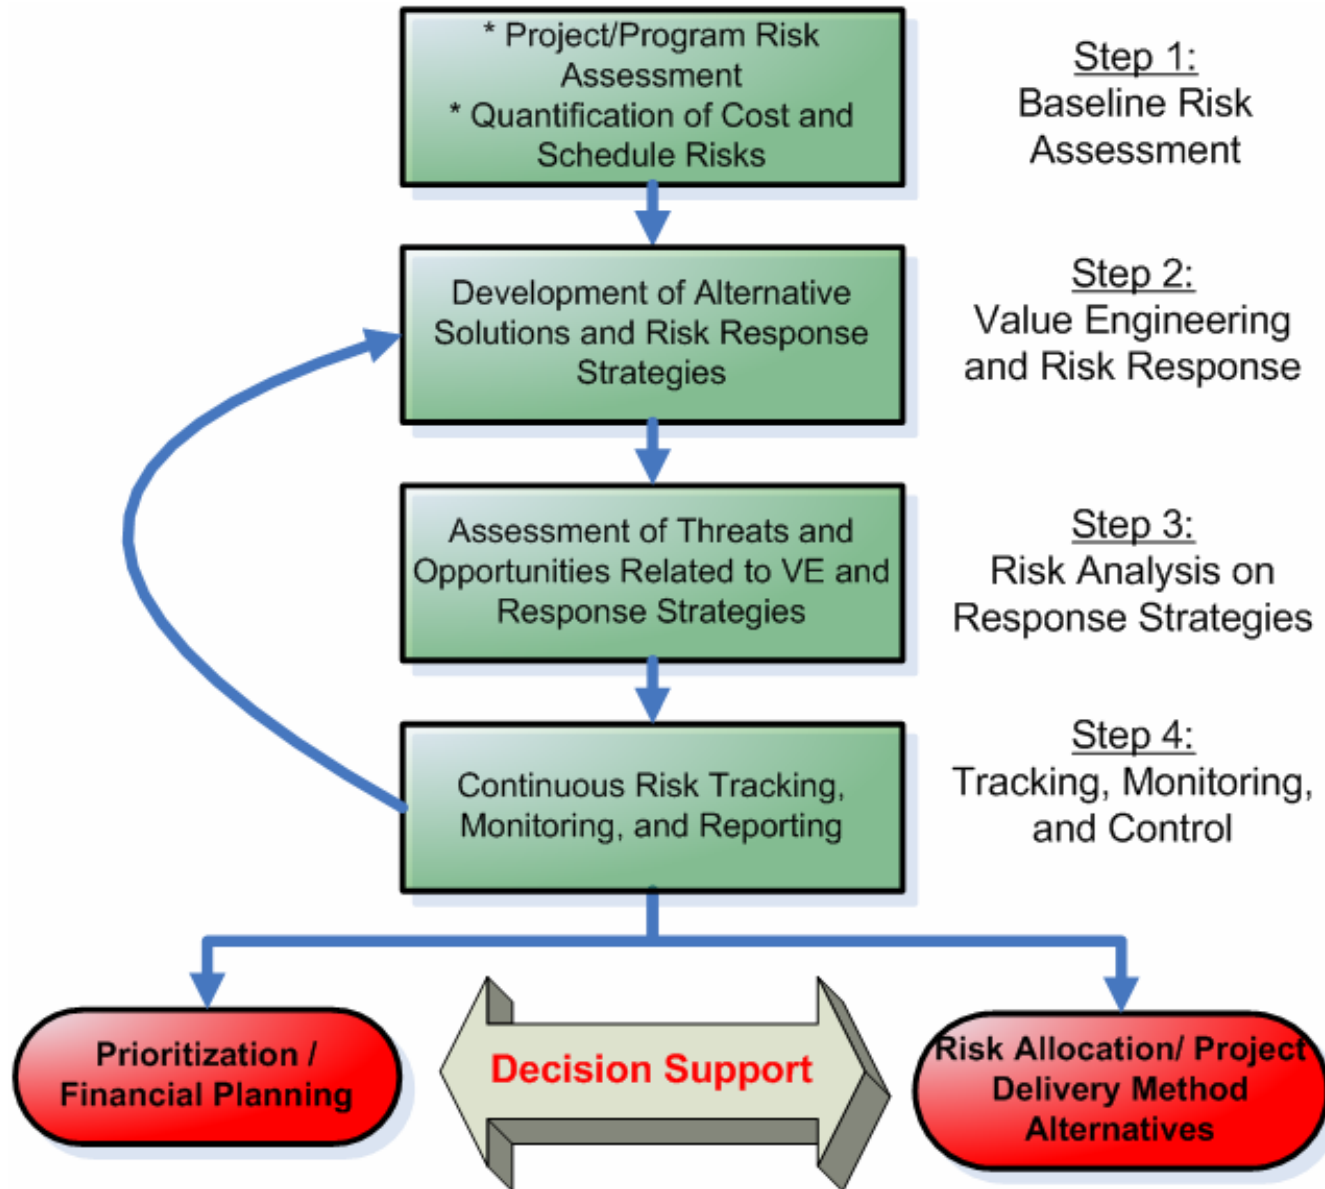 * Project/Program Risk
Assessment
* Quantification of Cost and
Schedule Risks
Step 1:
Baseline Risk
Assessment
Development of Alternative
Solutions and Risk Response
Strategies
Step 2:
Value Engineering
and Risk Response
Assessment of Threats and
Opportunities Related to VE and
Response Strategies
Step 3:
Risk Analysis on
Response Strategies
Continuous Risk Tracking,
Monitoring, and Reporting
Step 4:
Tracking, Monitoring,
and Control
Prioritization /
Financial Planning
Decision Support
Risk Allocation/ Project
Delivery Method
Alternatives